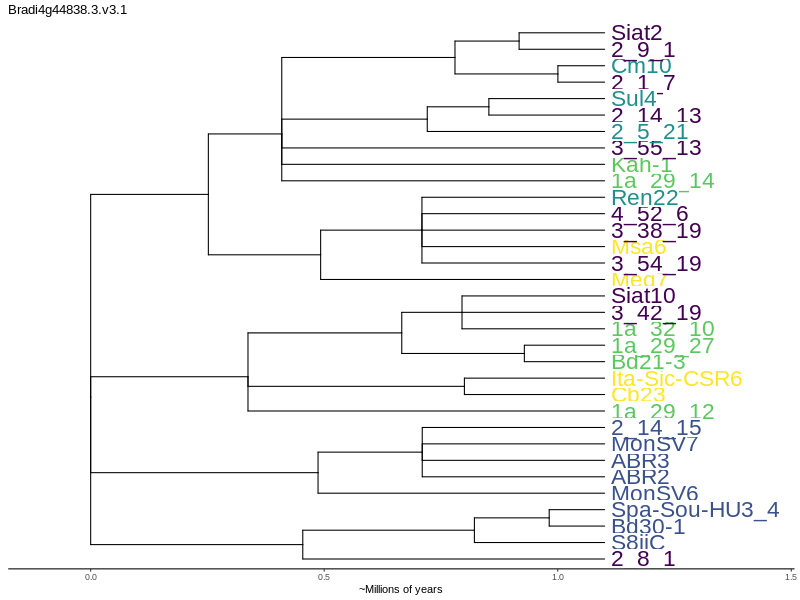 Bradi4g44838.3.v3.1
Siat2
2_9_1
Cm10
2_1_7
Sul4
2_14_13
2_5_21
3_55_13
Kah-1
1a_29_14
Ren22
4_52_6
3_38_19
Msa6
3_54_19
Meg7
Siat10
3_42_19
1a_32_10
1a_29_27
Bd21-3
Ita-Sic-CSR6
Cb23
1a_29_12
2_14_15
MonSV7
ABR3
ABR2
MonSV6
Spa-Sou-HU3_4
Bd30-1
S8iiC
2_8_1
0.0 0.5 1.0 1.5
~Millions of years